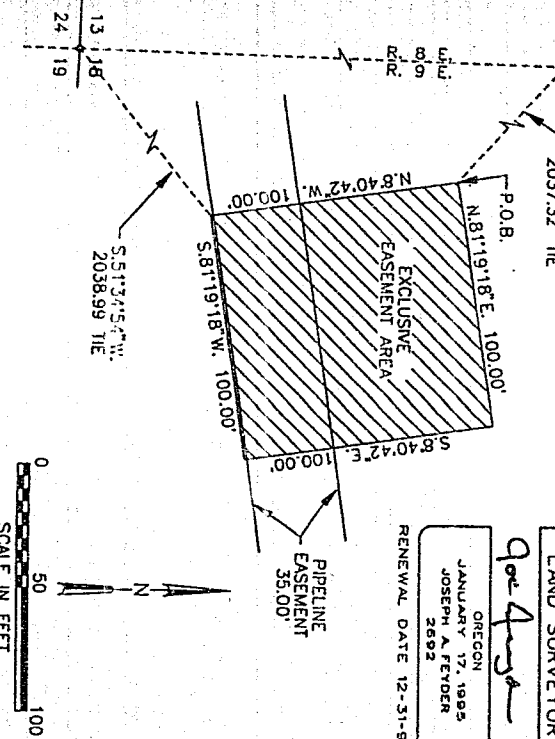 13 18
24 19
R. 8 E.
R. 9 E.
TIE
P.O.B.
N.81°19'18"E. 100.00'
N.8°40'42"W. 100.00'
EXCLUSIVE
EASEMENT AREA
S.8°40'42"E. 100.00'
S.81°19'18"W. 100.00'
S.51°34'54"W.
2038.99 TIE
PIPELINE
EASEMENT
35.00'
LAND SURVEYOR
OREGON
JANUARY 17, 1995
JOSEPH A. FEYDER
2692
RENEWAL DATE 12-31-9
N
0 50 100
SCALE IN FEET